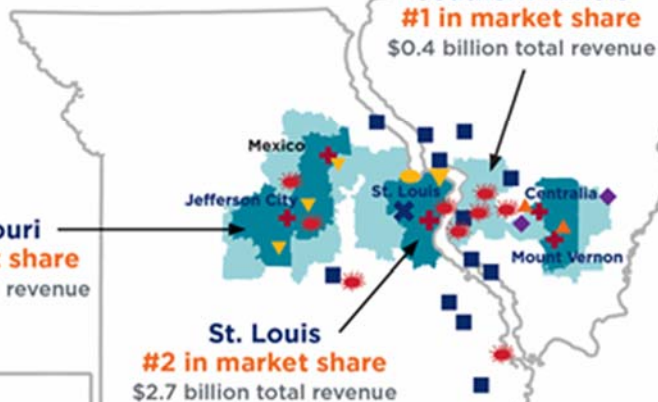 #1 in market share
$0.4 billion total revenue
Mexico
Jefferson City
St. Louis
Centralia
Mount Vernon
ouri
share
revenue
St. Louis
#2 in market share
$2.7 billion total revenue